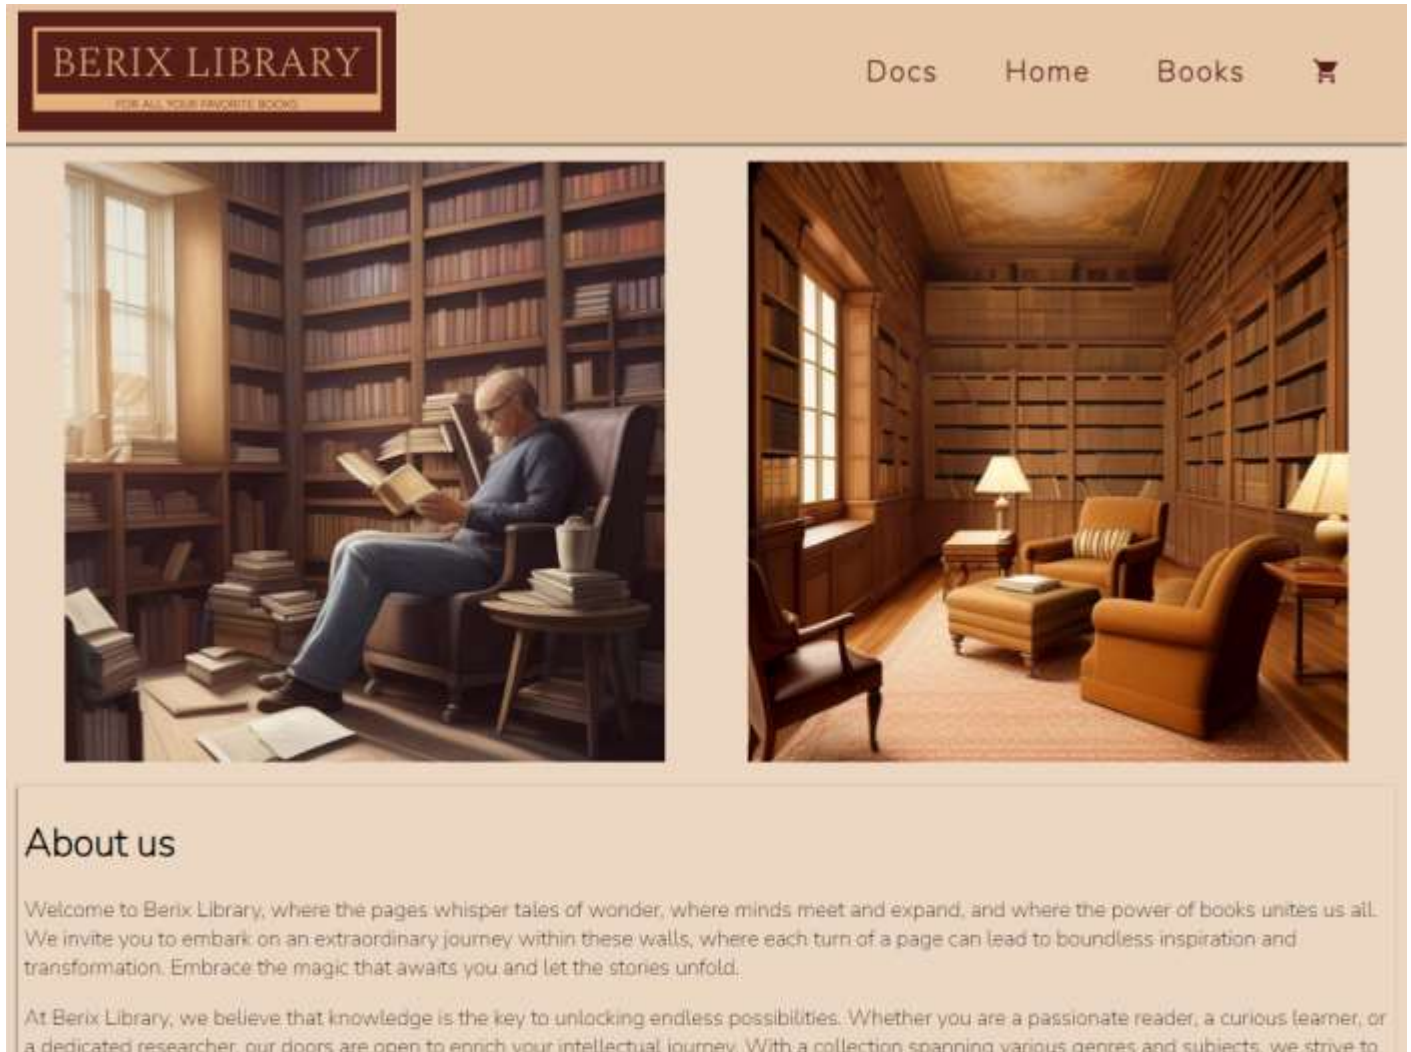 BERIX LIBRARY
FOR ALL YOUR FAVORITE BOOKS
Docs Home Books
About us
Welcome to Berix Library, where the pages whisper tales of wonder, where minds meet and expand, and where the power of books unites us all.
We invite you to embark on an extraordinary journey within these walls, where each turn of a page can lead to boundless inspiration and
transformation. Embrace the magic that awaits you and let the stories unfold.
At Berix Library, we believe that knowledge is the key to unlocking endless possibilities. Whether you are a passionate reader, a curious learner, or
a dedicated researcher, our doors are open to enrich your intellectual journey. With a collection spanning various genres and subjects, we strive to